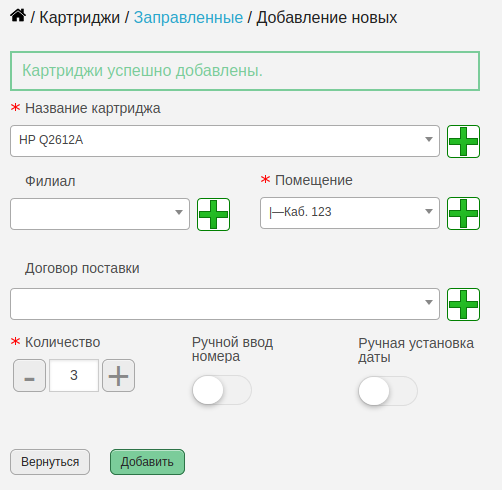 / Картриджи / Заправленные / Добавление новых
Картриджи успешно добавлены.
* Название картриджа
HP Q2612A
Филиал
* Помещение
|—Каб. 123
Договор поставки
* Количество
Ручной ввод
номера
Ручная установка
даты
- 3 +
Вернуться
Добавить